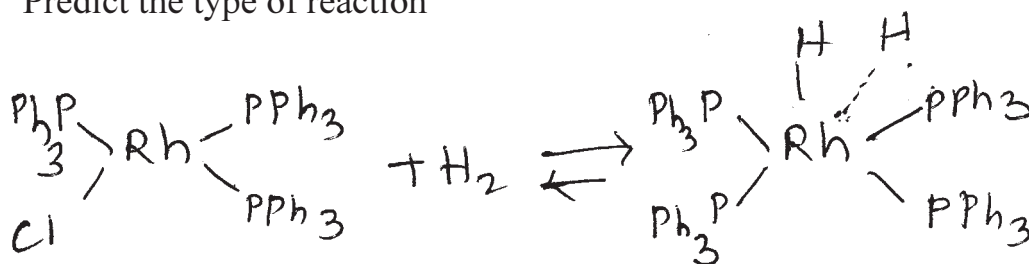 Predict the type of reaction
H H
Ph3P PPh3 Ph3P PPh3
Rh + H2 ⇌ Rh
Cl PPh3 Ph3P PPh3